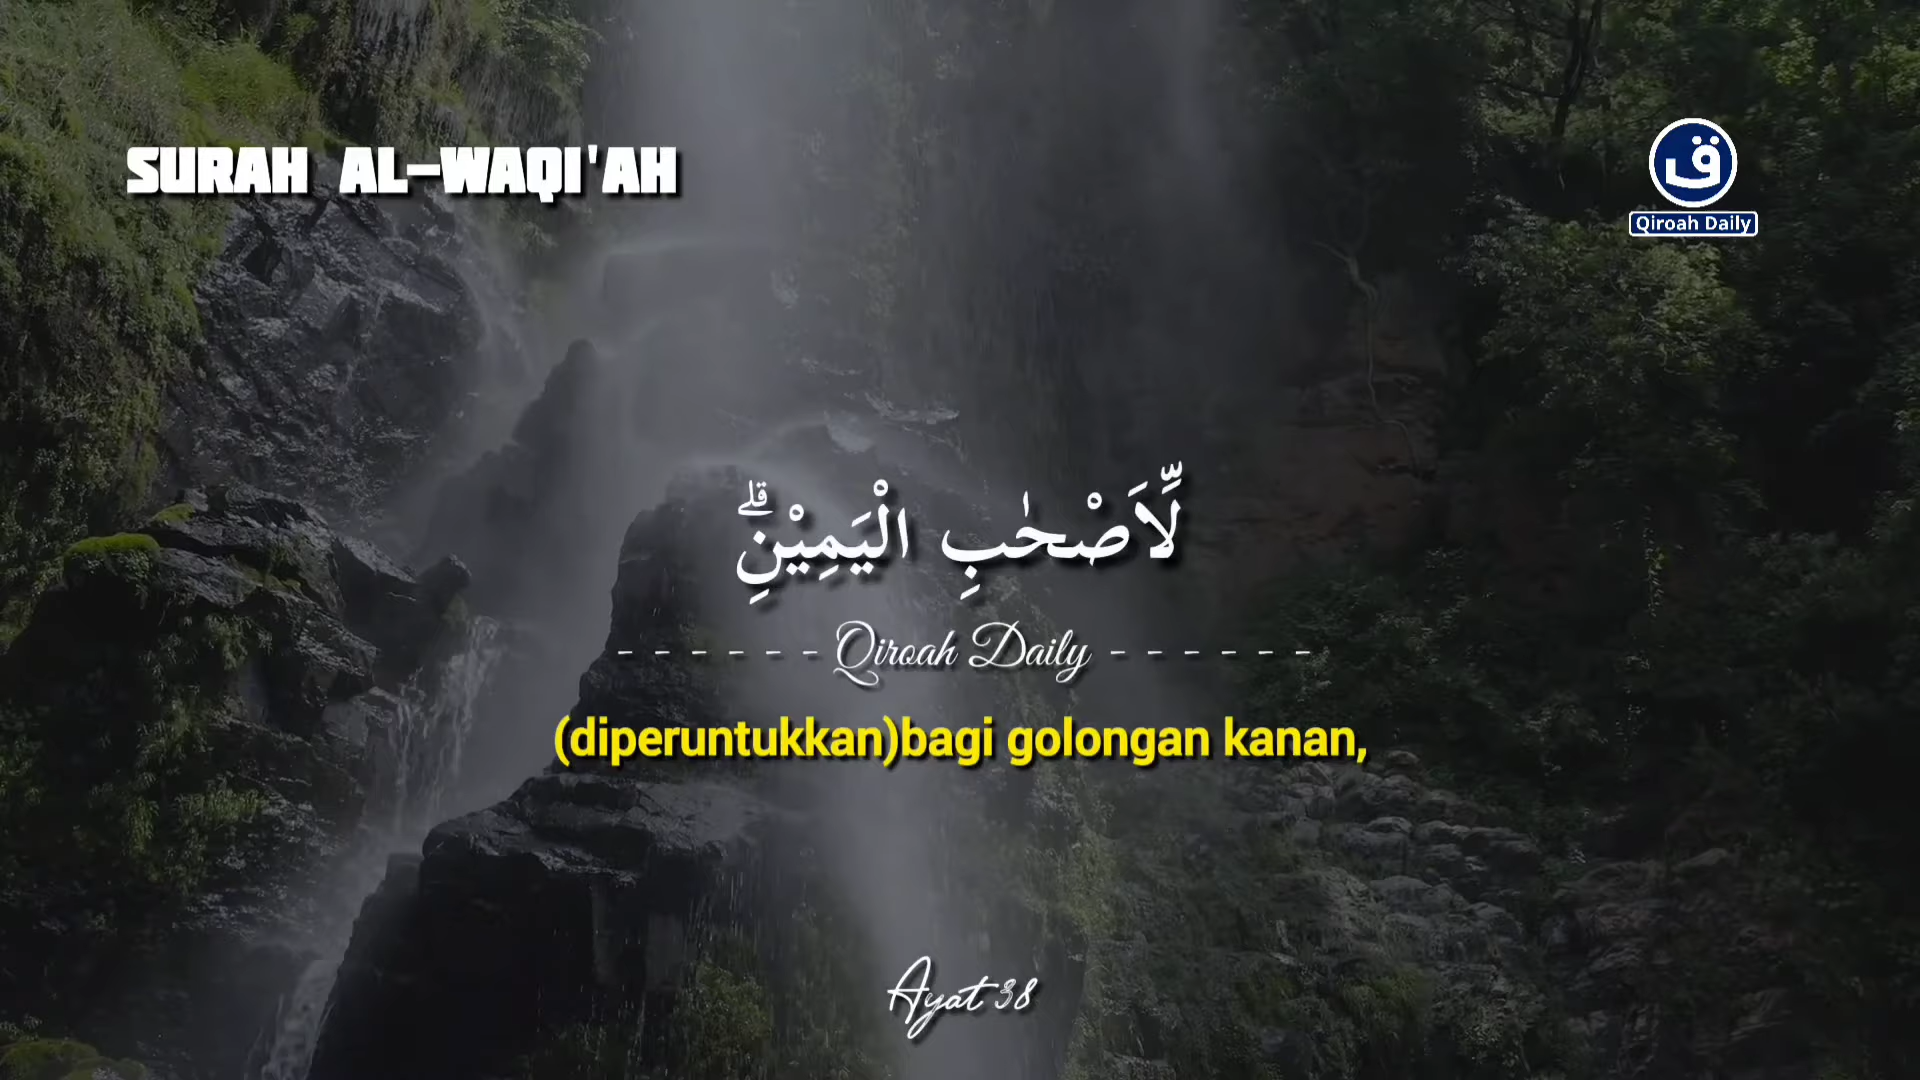 SURAH AL-WAQI'AH
ق
Qiroah Daily
لِّاَصْحٰبِ الْيَمِيْنِۗ
- - - - - - Qiroah Daily - - - - - -
(diperuntukkan)bagi golongan kanan,
Ayat 38